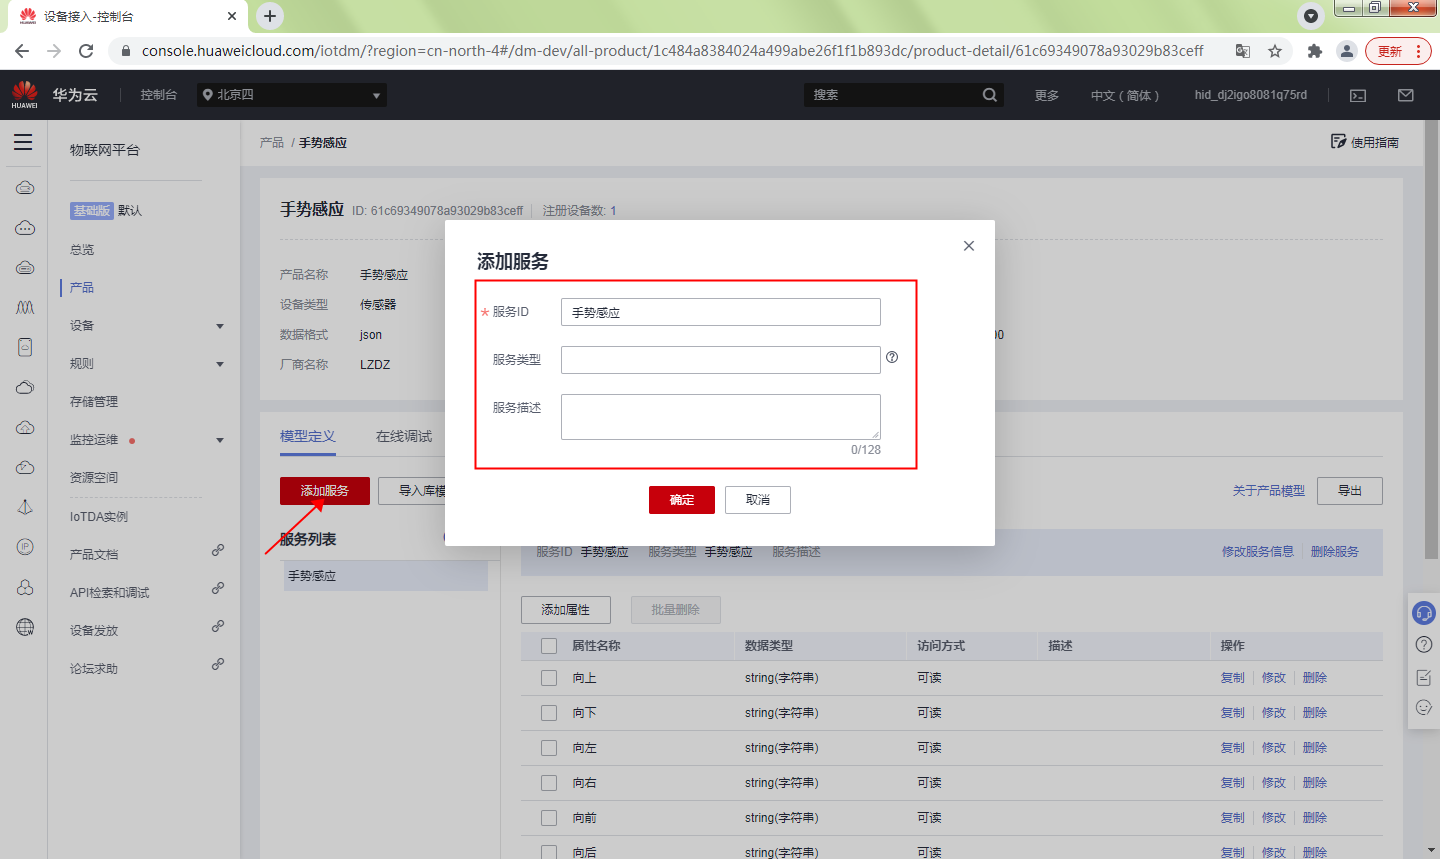 设备接入-控制台
console.huaweicloud.com/iotdm/?region=cn-north-4#/dm-dev/all-product/1c484a8384024a499abe26f1f1b893dc/product-detail/61c69349078a93029b83ceff
更新
HUAWEI 华为云 控制台 北京四 搜索 更多 中文 ( 简体 ) hid_dj2igo8081q75rd
物联网平台
基础版 默认
总览
产品
设备
规则
存储管理
监控运维
资源空间
IoTDA实例
产品文档
API检索和调试
设备发放
论坛求助
产品 / 手势感应
使用指南
手势感应 ID: 61c69349078a93029b83ceff 注册设备数: 1
产品名称 手势感应
设备类型 传感器
数据格式 json
厂商名称 LZDZ
00
模型定义 在线调试
添加服务 导入库模
关于产品模型 导出
服务列表
手势感应
添加服务
* 服务ID 手势感应
服务类型
服务描述
0/128
确定 取消
服务ID 手势感应 服务类型 手势感应 服务描述 修改服务信息 删除服务
添加属性 批量删除
属性名称 数据类型 访问方式 描述 操作
向上 string(字符串) 可读 复制 修改 删除
向下 string(字符串) 可读 复制 修改 删除
向左 string(字符串) 可读 复制 修改 删除
向右 string(字符串) 可读 复制 修改 删除
向前 string(字符串) 可读 复制 修改 删除
向后 string(字符串) 可读 复制 修改 删除